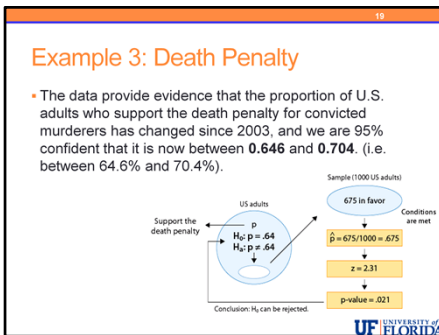 19
Example 3: Death Penalty
▪ The data provide evidence that the proportion of U.S.
adults who support the death penalty for convicted
murderers has changed since 2003, and we are 95%
confident that it is now between 0.646 and 0.704. (i.e.
between 64.6% and 70.4%).
Sample (1000 US adults)
US adults
675 in favor
Conditions
are met
Support the
death penalty
p
H₀: p = .64
Hₐ: p ≠ .64
p̂ = 675/1000 = .675
z = 2.31
p-value = .021
Conclusion: H₀ can be rejected.
UF UNIVERSITY of
FLORIDA